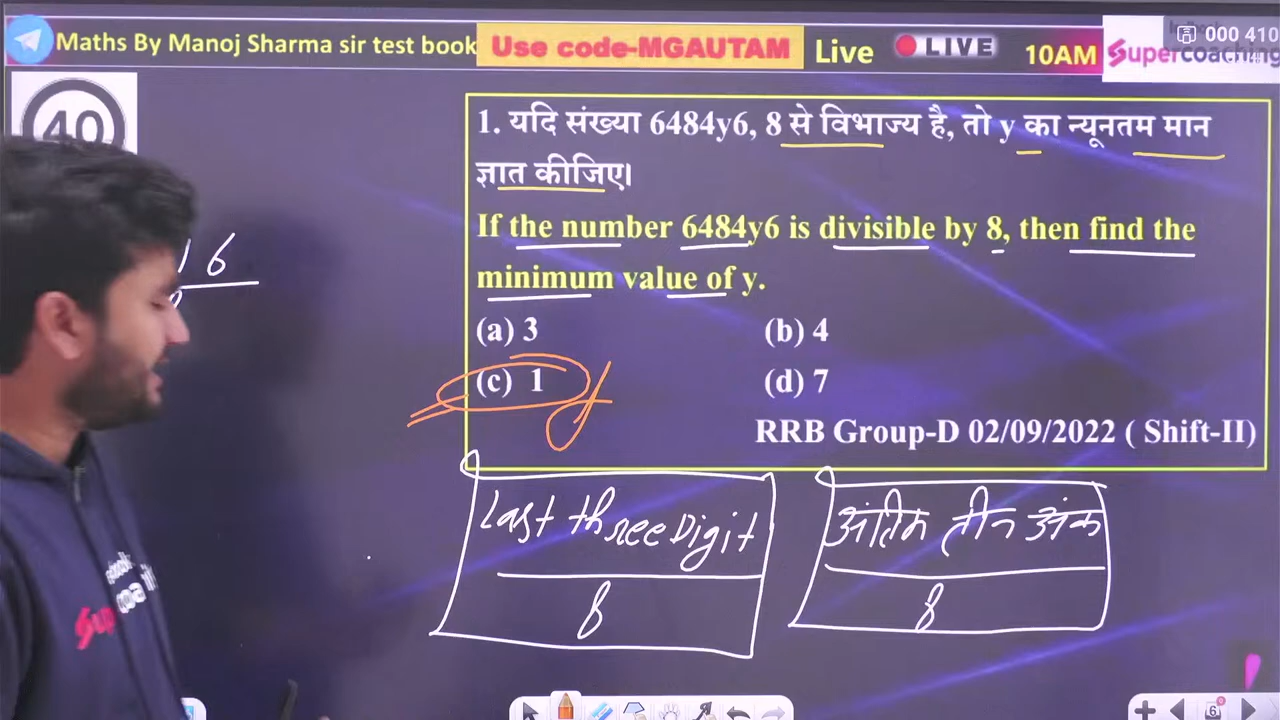 Maths By Manoj Sharma sir test book Use code-MGAUTAM Live LIVE 10AM Supercoaching
000 410
40
1. यदि संख्या 6484y6, 8 से विभाज्य है, तो y का न्यूनतम मान
ज्ञात कीजिए।
If the number 6484y6 is divisible by 8, then find the
minimum value of y.
(a) 3 (b) 4
(c) 1 (d) 7
RRB Group-D 02/09/2022 ( Shift-II)
16
Last three Digit
8
अंतिम तीन अंक
8
6